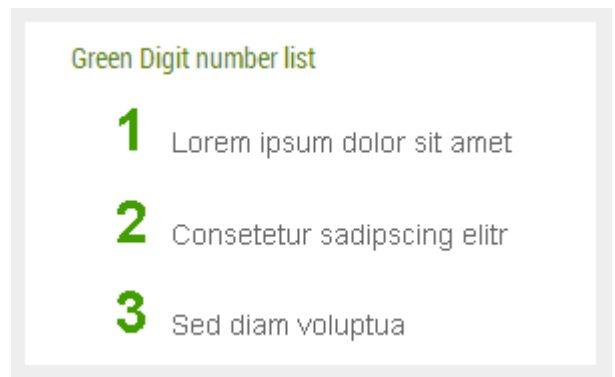 Green Digit number list
1 Lorem ipsum dolor sit amet
2 Consetetur sadipscing elitr
3 Sed diam voluptua